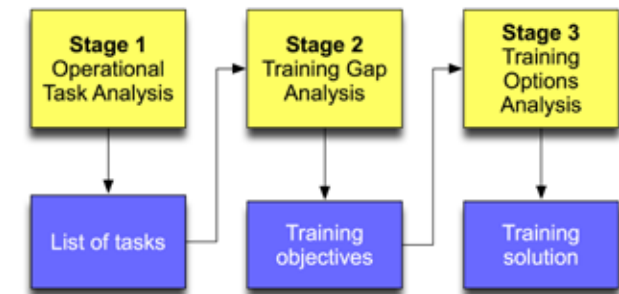 Stage 1
Operational
Task Analysis
Stage 2
Training Gap
Analysis
Stage 3
Training
Options
Analysis
List of tasks
Training
objectives
Training
solution